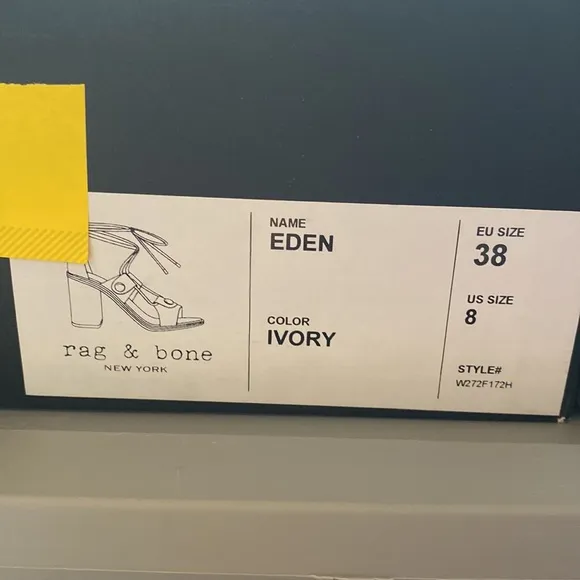 rag & bone
NEW YORK
NAME
EDEN
COLOR
IVORY
EU SIZE
38
US SIZE
8
STYLE#
W272F172H